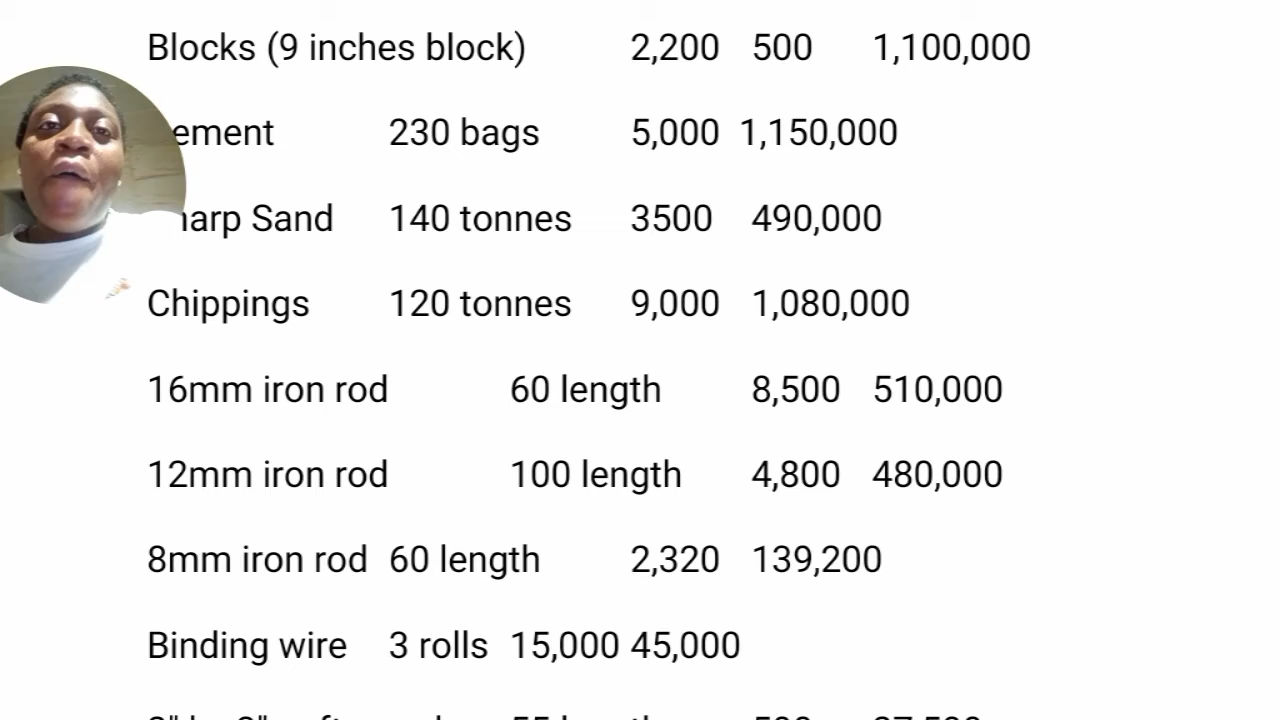 Blocks (9 inches block) 2,200 500 1,100,000
ement 230 bags 5,000 1,150,000
harp Sand 140 tonnes 3500 490,000
Chippings 120 tonnes 9,000 1,080,000
16mm iron rod 60 length 8,500 510,000
12mm iron rod 100 length 4,800 480,000
8mm iron rod 60 length 2,320 139,200
Binding wire 3 rolls 15,000 45,000